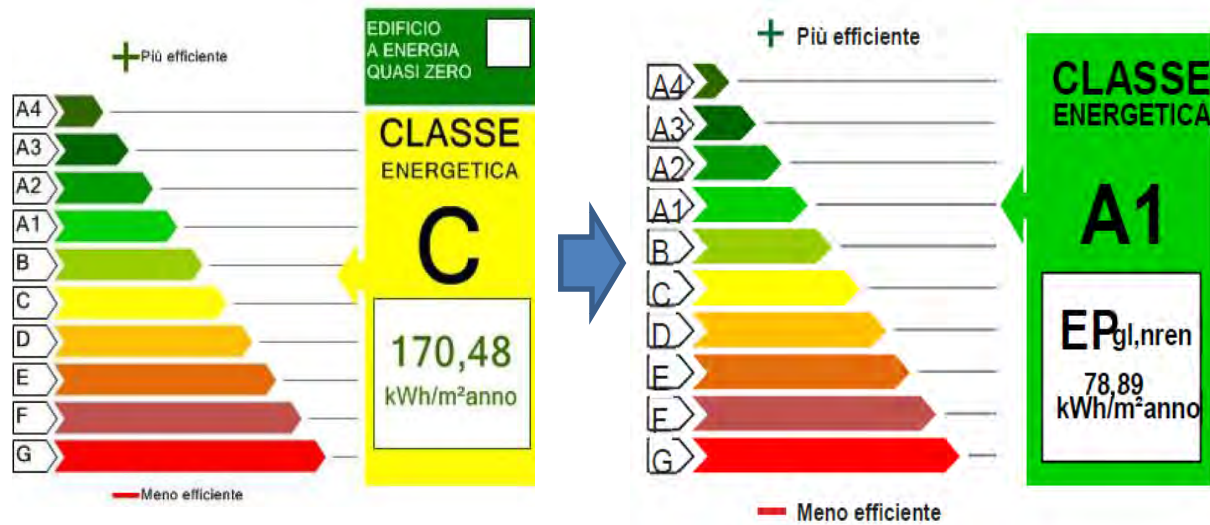 Più efficiente
EDIFICIO
A ENERGIA
QUASI ZERO
A4
A3
A2
A1
B
C
D
E
F
G
CLASSE
ENERGETICA
C
170,48
kWh/m²anno
Meno efficiente
Più efficiente
A4
A3
A2
A1
B
C
D
E
F
G
CLASSE
ENERGETICA
A1
EPgl,nren
78,89
kWh/m²anno
Meno efficiente